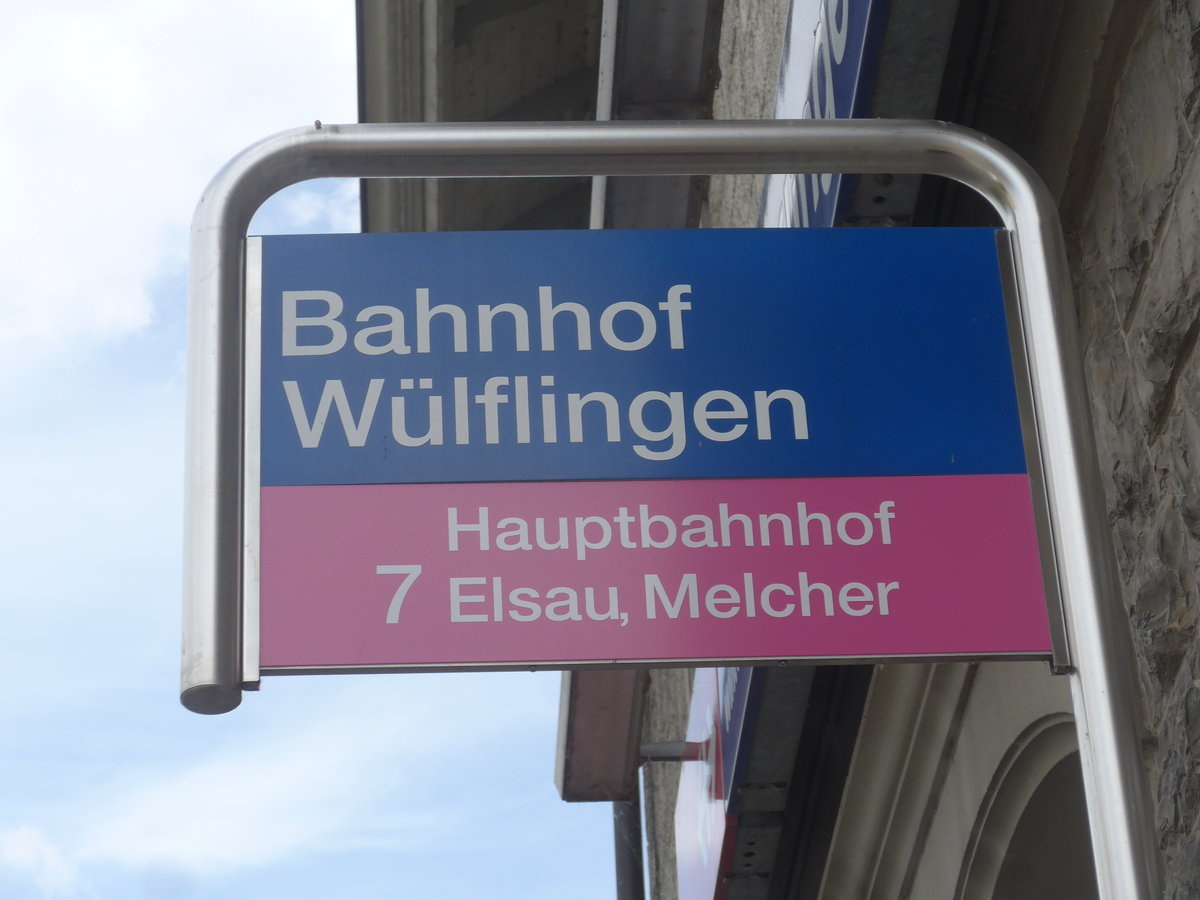 Bahnhof
Wülflingen
Hauptbahnhof
7 Elsau, Melcher